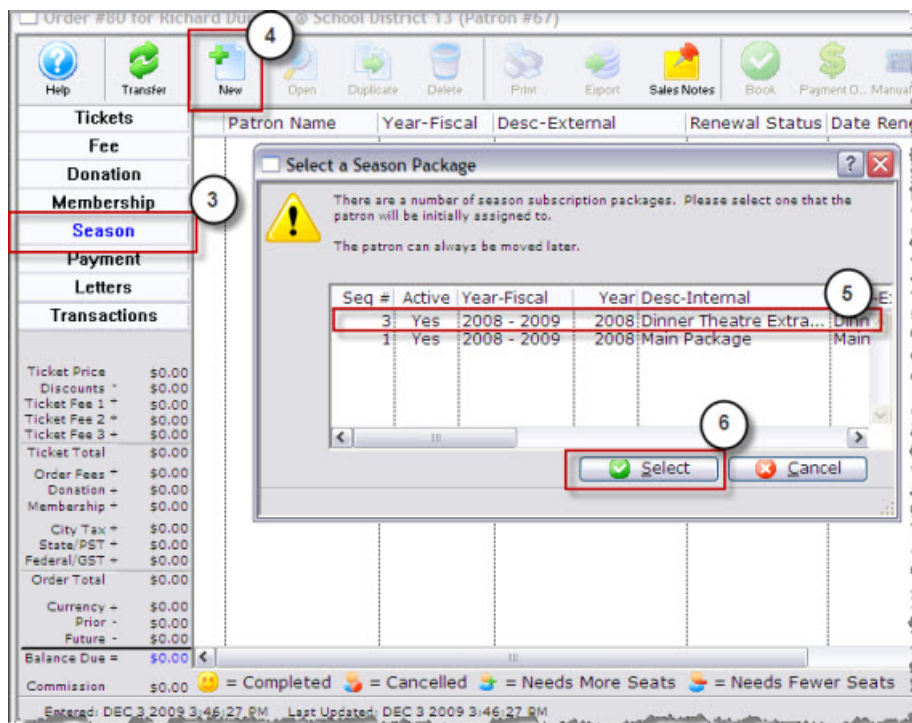 Order #80 for Rich @ School District 13 (Patron #67)
4
Help Transfer New Open Duplicate Delete Print Export Sales Notes Book Payment O... Manua
Tickets
Fee
Donation
Membership
Season
Payment
Letters
Transactions
3
Patron Name Year-Fiscal Desc-External Renewal Status Date Ren
Select a Season Package
There are a number of season subscription packages. Please select one that the
patron will be initially assigned to.
The patron can always be moved later.
5
Seq # Active Year-Fiscal Year Desc-Internal
3 Yes 2008 - 2009 2008 Dinner Theatre Extra... Dinn
1 Yes 2008 - 2009 2008 Main Package Main
6
Select Cancel
Ticket Price $0.00
Discounts - $0.00
Ticket Fee 1 + $0.00
Ticket Fee 2 + $0.00
Ticket Fee 3 + $0.00
Ticket Total $0.00
Order Fees + $0.00
Donation + $0.00
Membership + $0.00
City Tax + $0.00
State/PST + $0.00
Federal/GST + $0.00
Order Total $0.00
Currency + $0.00
Prior - $0.00
Future - $0.00
Balance Due = $0.00
Commission $0.00
= Completed = Cancelled = Needs More Seats = Needs Fewer Seats
Entered: DEC 3 2009 3:46:27 PM Last Updated: DEC 3 2009 3:46:27 PM